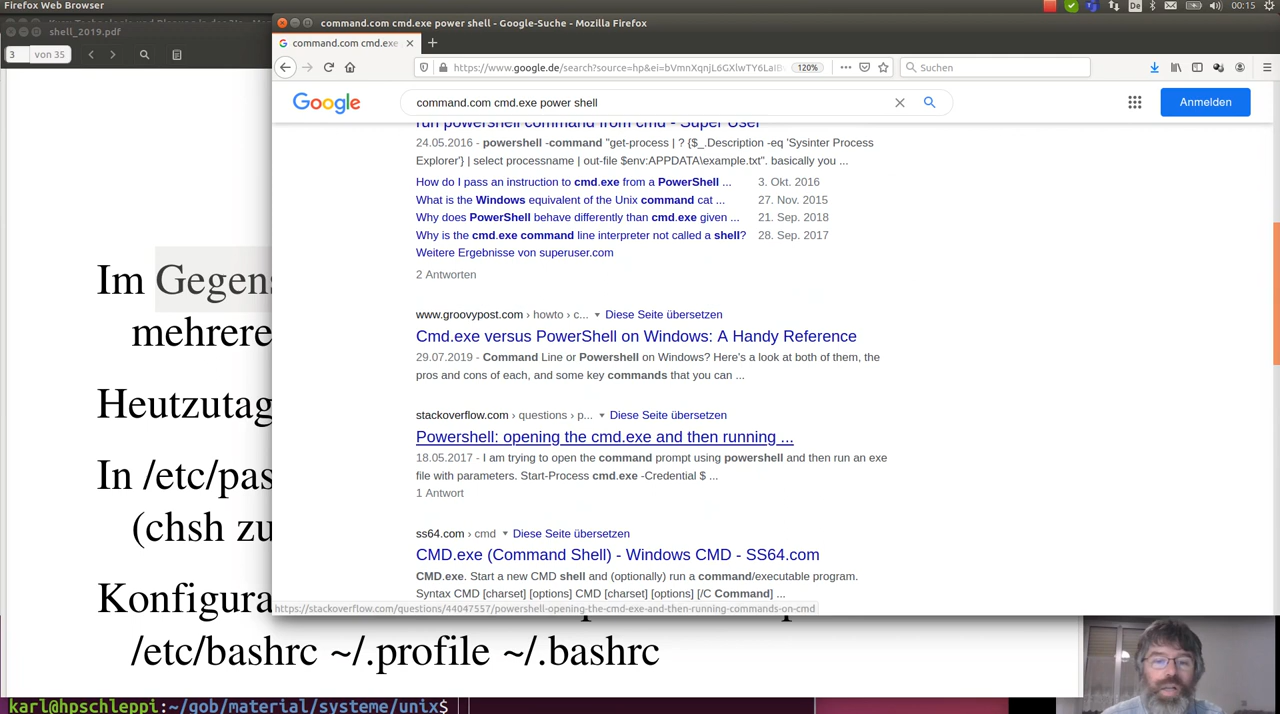 Firefox Web Browser
De
00:15
shell_2019.pdf
3 von 35
command.com cmd.exe power shell - Google-Suche - Mozilla Firefox
command.com cmd.exe
120%
Suchen
Google
command.com cmd.exe power shell
Anmelden
run powershell command from cmd - Super User
24.05.2016 - powershell -command "get-process | ? {$_.Description -eq 'Sysinter Process
Explorer'} | select processname | out-file $env:APPDATA\example.txt". basically you ...
How do I pass an instruction to cmd.exe from a PowerShell ... 3. Okt. 2016
What is the Windows equivalent of the Unix command cat ... 27. Nov. 2015
Why does PowerShell behave differently than cmd.exe given ... 21. Sep. 2018
Why is the cmd.exe command line interpreter not called a shell? 28. Sep. 2017
Weitere Ergebnisse von superuser.com
2 Antworten
www.groovypost.com › howto › c... Diese Seite übersetzen
Cmd.exe versus PowerShell on Windows: A Handy Reference
29.07.2019 - Command Line or Powershell on Windows? Here's a look at both of them, the
pros and cons of each, and some key commands that you can ...
stackoverflow.com › questions › p... Diese Seite übersetzen
Powershell: opening the cmd.exe and then running ...
18.05.2017 - I am trying to open the command prompt using powershell and then run an exe
file with parameters. Start-Process cmd.exe -Credential $ ...
1 Antwort
ss64.com › cmd Diese Seite übersetzen
CMD.exe (Command Shell) - Windows CMD - SS64.com
CMD.exe. Start a new CMD shell and (optionally) run a command/executable program.
Syntax CMD [charset] [options] CMD [charset] [options] [/C Command] ...
https://stackoverflow.com/questions/44047557/powershell-opening-the-cmd-exe-and-then-running-commands-on-cmd
Im Gegens
mehrere
Heutzutag
In /etc/pas
(chsh zu
Konfigura
/etc/bashrc ~/.profile ~/.bashrc
karl@hpschleppi:~/gob/material/systeme/unix$